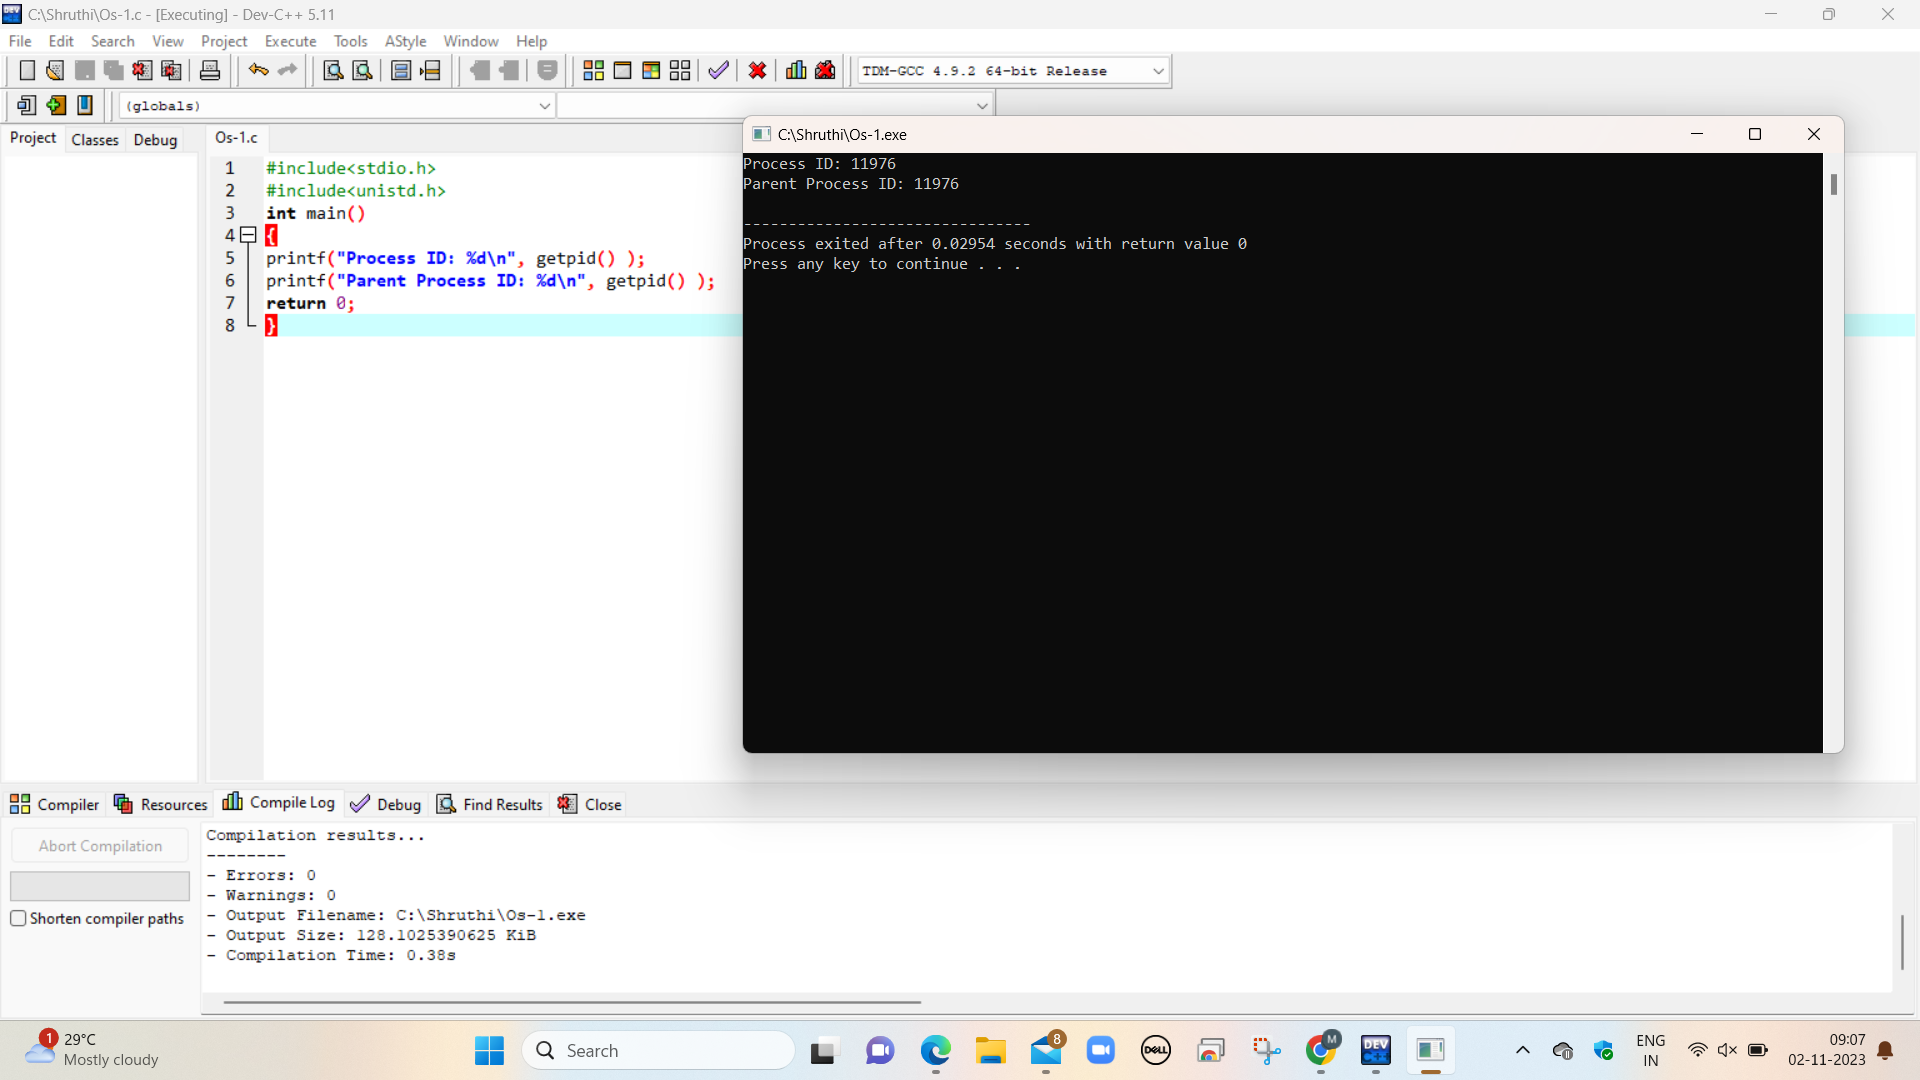 C:\Shruthi\Os-1.c - [Executing] - Dev-C++ 5.11
File Edit Search View Project Execute Tools AStyle Window Help
TDM-GCC 4.9.2 64-bit Release
(globals)
Project Classes Debug
Os-1.c
1 #include<stdio.h>
2 #include<unistd.h>
3 int main()
4 {
5 printf("Process ID: %d\n", getpid() );
6 printf("Parent Process ID: %d\n", getpid() );
7 return 0;
8 }
C:\Shruthi\Os-1.exe
Process ID: 11976
Parent Process ID: 11976
--------------------------------
Process exited after 0.02954 seconds with return value 0
Press any key to continue . . .
Compiler Resources Compile Log Debug Find Results Close
Abort Compilation
Shorten compiler paths
Compilation results...
--------
- Errors: 0
- Warnings: 0
- Output Filename: C:\Shruthi\Os-1.exe
- Output Size: 128.1025390625 KiB
- Compilation Time: 0.38s
1
29°C
Mostly cloudy
Search
8
DELL
M
DEV
C++
ENG
IN
09:07
02-11-2023